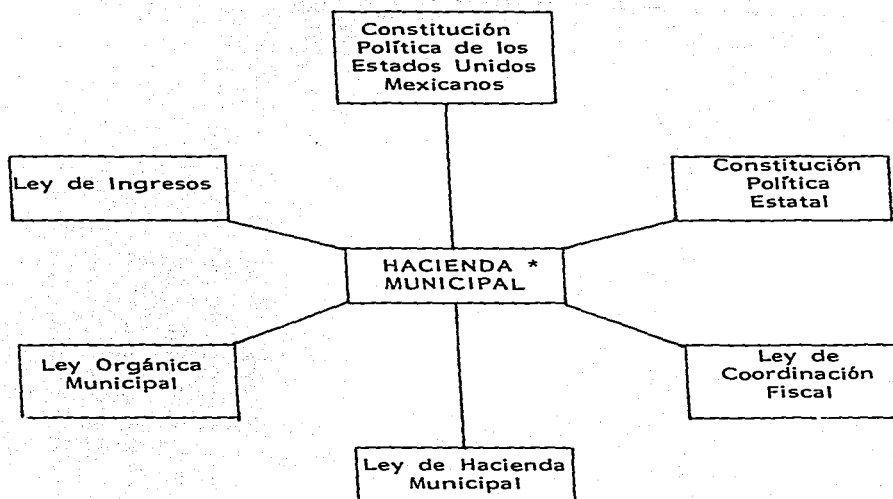 Constitución
Política de los
Estados Unidos
Mexicanos
Ley de Ingresos
Constitución
Política
Estatal
HACIENDA *
MUNICIPAL
Ley Orgánica
Municipal
Ley de
Coordinación
Fiscal
Ley de Hacienda
Municipal